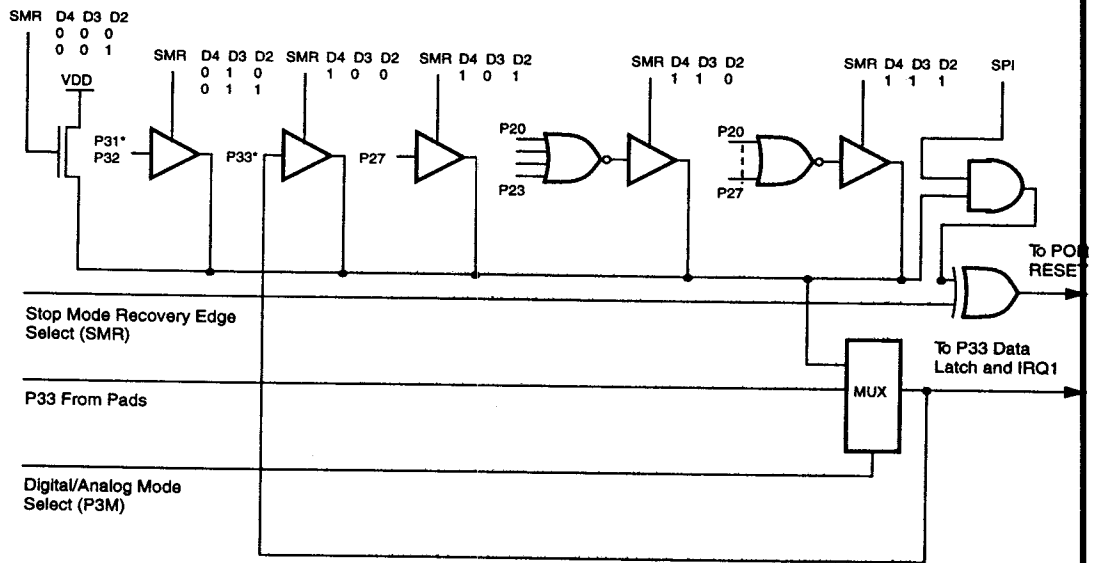 SMR D4 D3 D2
0 0 0
0 0 1
VDD
SMR D4 D3 D2
0 1 0
0 1 1
SMR D4 D3 D2
1 0 0
SMR D4 D3 D2
1 0 1
SMR D4 D3 D2
1 1 0
SMR D4 D3 D2
1 1 1
SPI
P31*
P32
P33*
P27
P20
P23
P20
P27
To POR
RESET
Stop Mode Recovery Edge
Select (SMR)
To P33 Data
Latch and IRQ1
P33 From Pads
MUX
Digital/Analog Mode
Select (P3M)